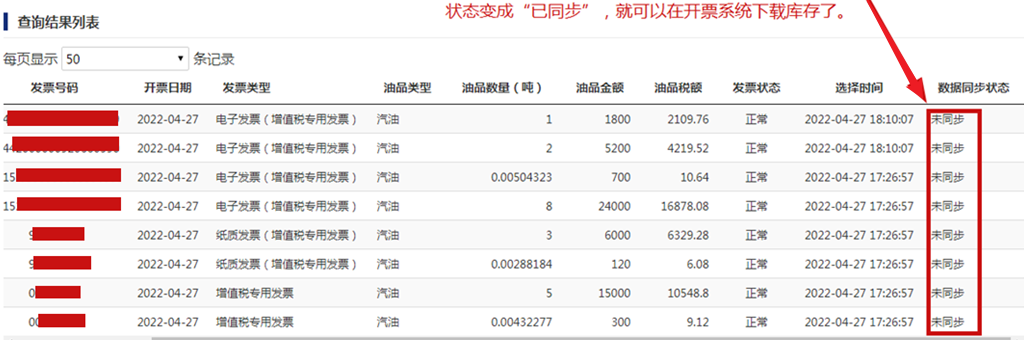 状态变成“已同步”，就可以在开票系统下载库存了。
查询结果列表
每页显示 50 条记录
发票号码 开票日期 发票类型 油品类型 油品数量（吨） 油品金额 油品税额 发票状态 选择时间 数据同步状态
2022-04-27 电子发票（增值税专用发票） 汽油 1 1800 2109.76 正常 2022-04-27 18:10:07 未同步
2022-04-27 电子发票（增值税专用发票） 汽油 2 5200 4219.52 正常 2022-04-27 18:10:07 未同步
15 2022-04-27 电子发票（增值税专用发票） 汽油 0.00504323 700 10.64 正常 2022-04-27 17:26:57 未同步
15 2022-04-27 电子发票（增值税专用发票） 汽油 8 24000 16878.08 正常 2022-04-27 17:26:57 未同步
2022-04-27 纸质发票（增值税专用发票） 汽油 3 6000 6329.28 正常 2022-04-27 17:26:57 未同步
2022-04-27 纸质发票（增值税专用发票） 汽油 0.00288184 120 6.08 正常 2022-04-27 17:26:57 未同步
0 2022-04-27 增值税专用发票 汽油 5 15000 10548.8 正常 2022-04-27 17:26:57 未同步
00 2022-04-27 增值税专用发票 汽油 0.00432277 300 9.12 正常 2022-04-27 17:26:57 未同步